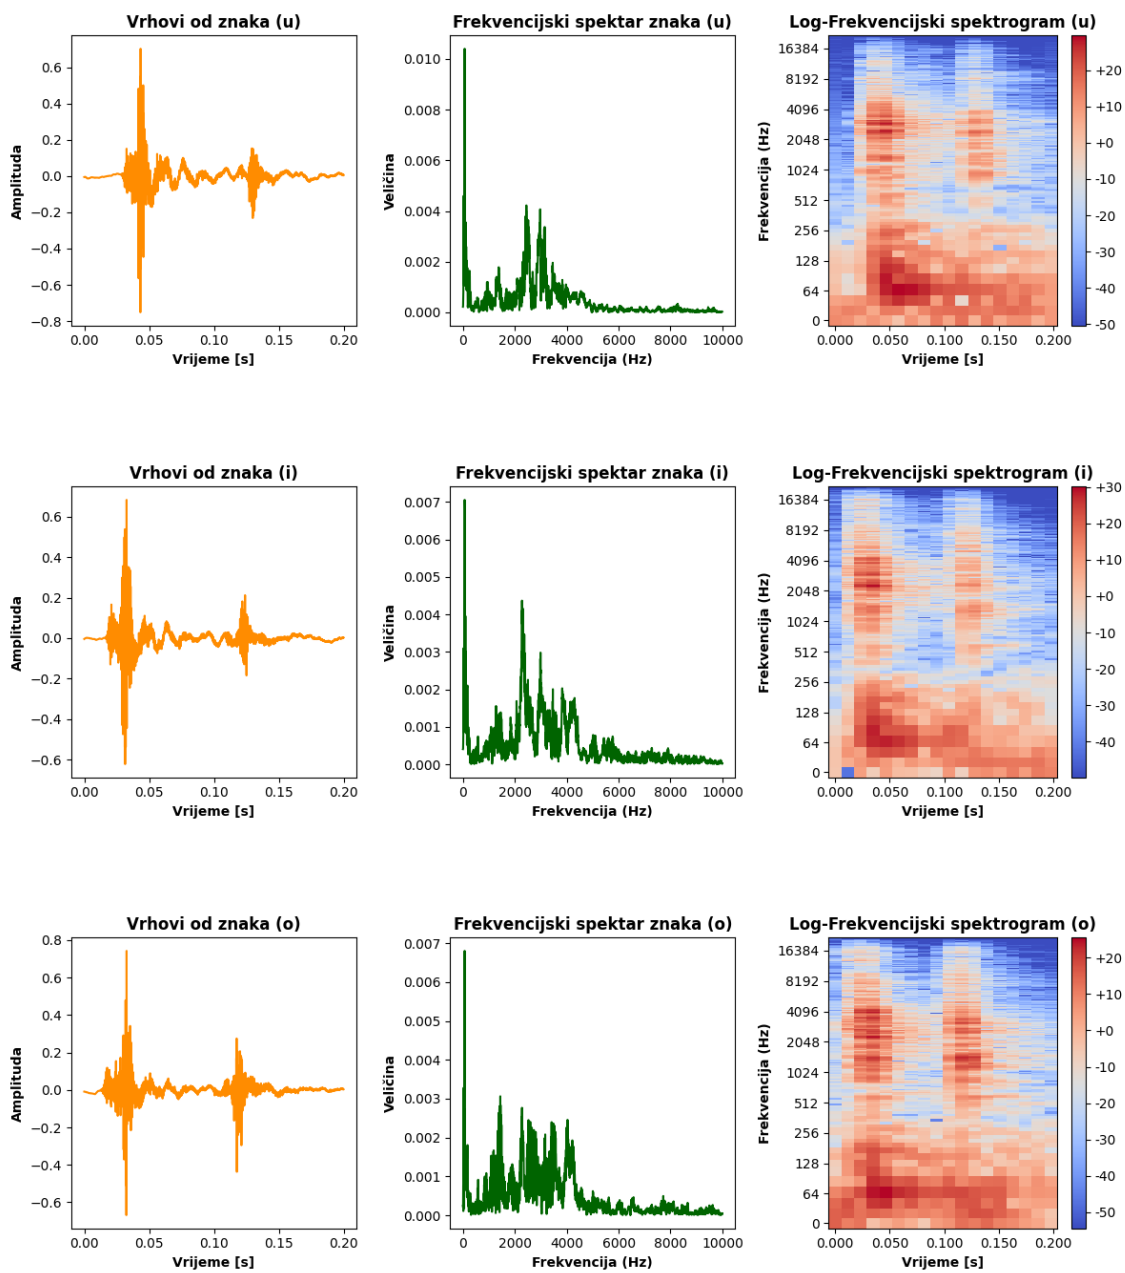 Vrhovi od znaka (u)
Amplituda
0.6
0.4
0.2
0.0
−0.2
−0.4
−0.6
−0.8
0.00 0.05 0.10 0.15 0.20
Vrijeme [s]
Frekvencijski spektar znaka (u)
Veličina
0.010
0.008
0.006
0.004
0.002
0.000
0 2000 4000 6000 8000 10000
Frekvencija (Hz)
Log-Frekvencijski spektrogram (u)
Frekvencija (Hz)
16384
8192
4096
2048
1024
512
256
128
64
0
0.000 0.050 0.100 0.150 0.200
Vrijeme [s]
+20
+10
+0
-10
-20
-30
-40
-50
Vrhovi od znaka (i)
Amplituda
0.6
0.4
0.2
0.0
−0.2
−0.4
−0.6
0.00 0.05 0.10 0.15 0.20
Vrijeme [s]
Frekvencijski spektar znaka (i)
Veličina
0.007
0.006
0.005
0.004
0.003
0.002
0.001
0.000
0 2000 4000 6000 8000 10000
Frekvencija (Hz)
Log-Frekvencijski spektrogram (i)
Frekvencija (Hz)
16384
8192
4096
2048
1024
512
256
128
64
0
0.000 0.050 0.100 0.150 0.200
Vrijeme [s]
+30
+20
+10
+0
-10
-20
-30
-40
Vrhovi od znaka (o)
Amplituda
0.8
0.6
0.4
0.2
0.0
−0.2
−0.4
−0.6
0.00 0.05 0.10 0.15 0.20
Vrijeme [s]
Frekvencijski spektar znaka (o)
Veličina
0.007
0.006
0.005
0.004
0.003
0.002
0.001
0.000
0 2000 4000 6000 8000 10000
Frekvencija (Hz)
Log-Frekvencijski spektrogram (o)
Frekvencija (Hz)
16384
8192
4096
2048
1024
512
256
128
64
0
0.000 0.050 0.100 0.150 0.200
Vrijeme [s]
+20
+10
+0
-10
-20
-30
-40
-50